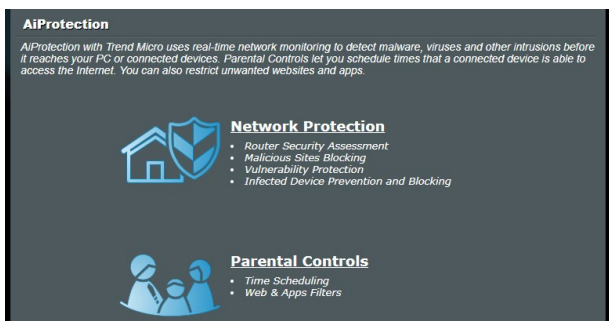 AiProtection
AiProtection with Trend Micro uses real-time network monitoring to detect malware, viruses and other intrusions before
it reaches your PC or connected devices. Parental Controls let you schedule times that a connected device is able to
access the Internet. You can also restrict unwanted websites and apps.
Network Protection
• Router Security Assessment
• Malicious Sites Blocking
• Vulnerability Protection
• Infected Device Prevention and Blocking
Parental Controls
• Time Scheduling
• Web & Apps Filters